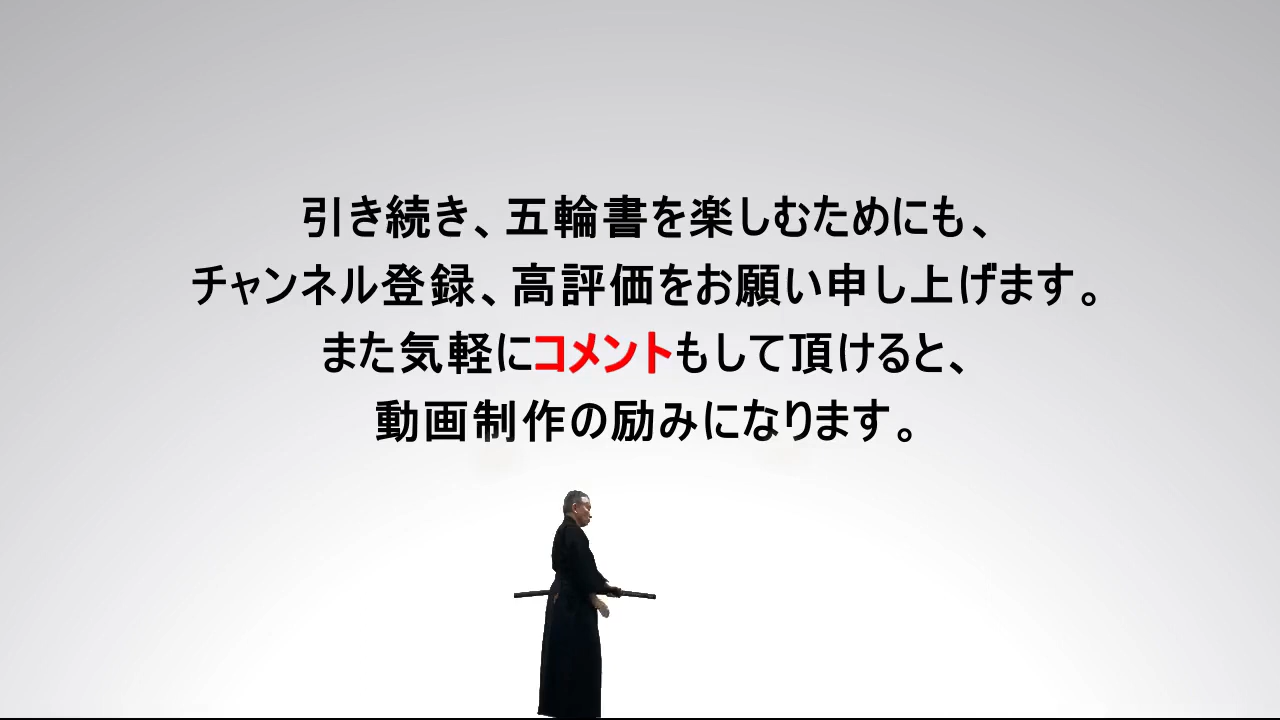 引き続き、五輪書を楽しむためにも、
チャンネル登録、高評価をお願い申し上げます。
また気軽にコメントもして頂けると、
動画制作の励みになります。